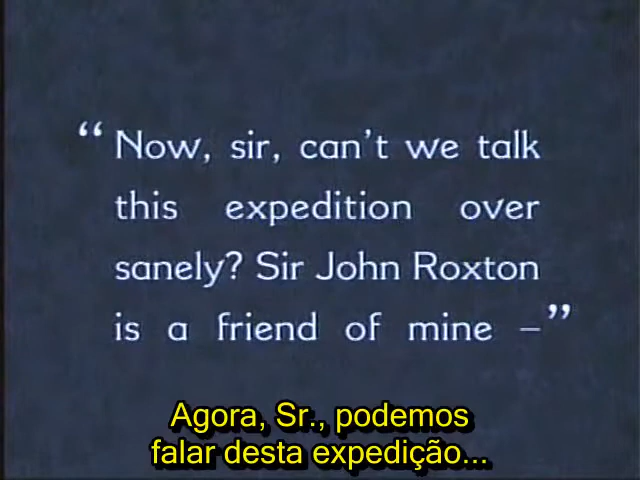 “Now, sir, can’t we talk
this expedition over
sanely? Sir John Roxton
is a friend of mine –”
Agora, Sr., podemos
falar desta expedição...